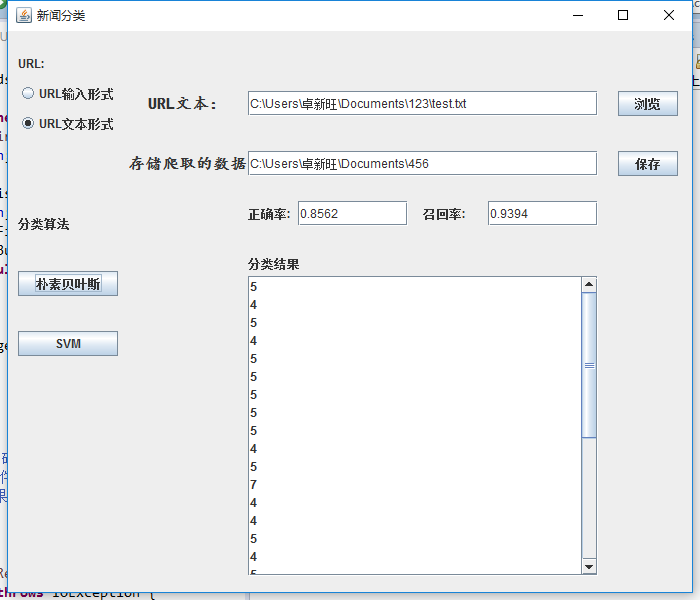 新闻分类
URL:
URL输入形式
URL文本形式
URL文本：
C:\Users\卓新旺\Documents\123\test.txt
浏览
存储爬取的数据
C:\Users\卓新旺\Documents\456
保存
正确率:
0.8562
召回率:
0.9394
分类算法
分类结果
朴素贝叶斯
SVM
5
4
5
4
5
5
5
5
5
4
5
7
4
4
5
4
throws IOException {